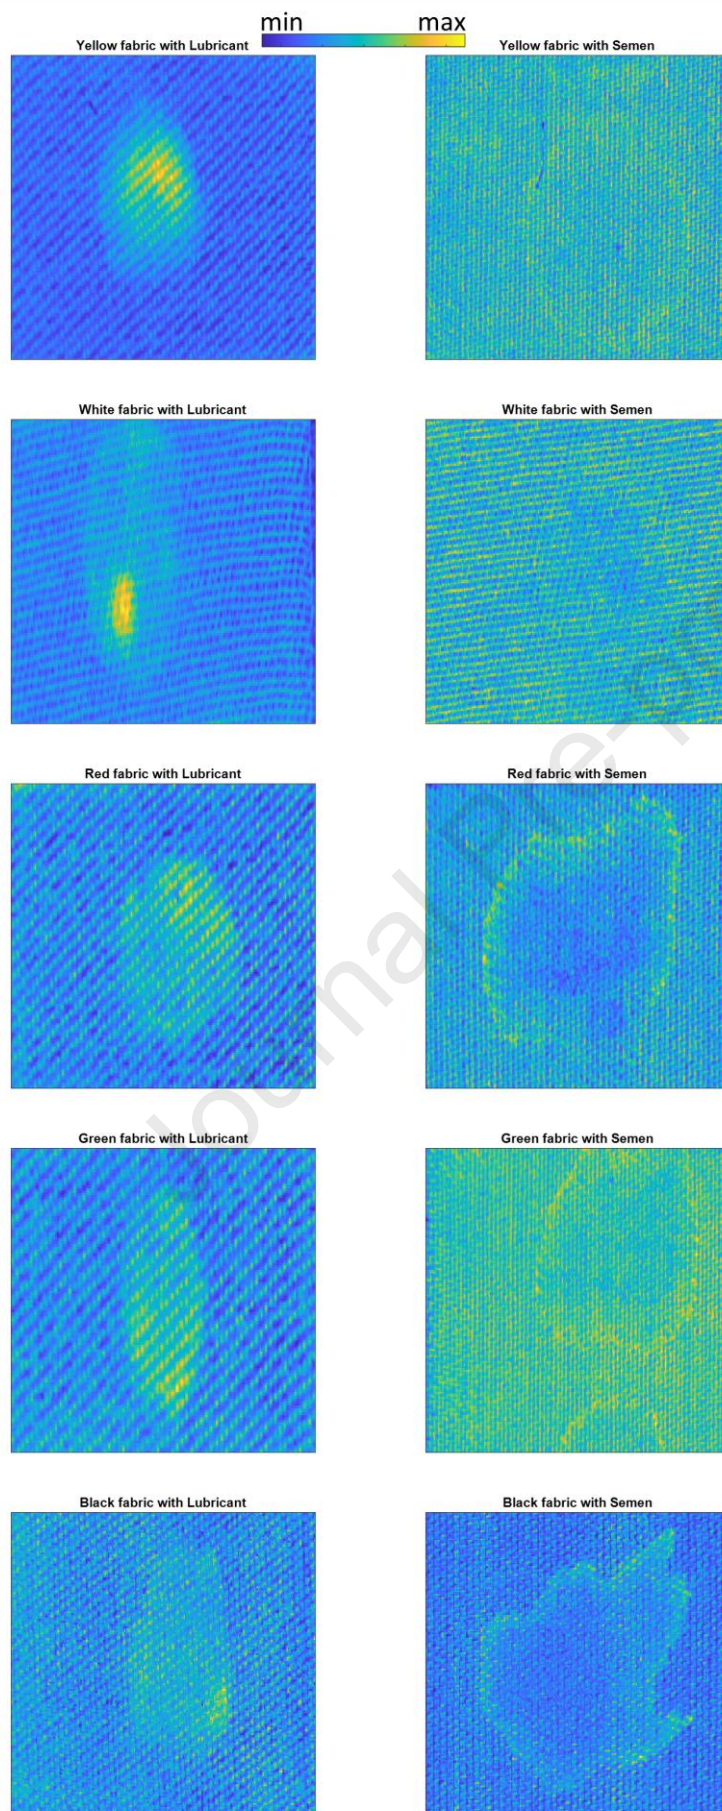 min max
Yellow fabric with Lubricant Yellow fabric with Semen
White fabric with Lubricant White fabric with Semen
Red fabric with Lubricant Red fabric with Semen
Green fabric with Lubricant Green fabric with Semen
Black fabric with Lubricant Black fabric with Semen
Journal Pre-p